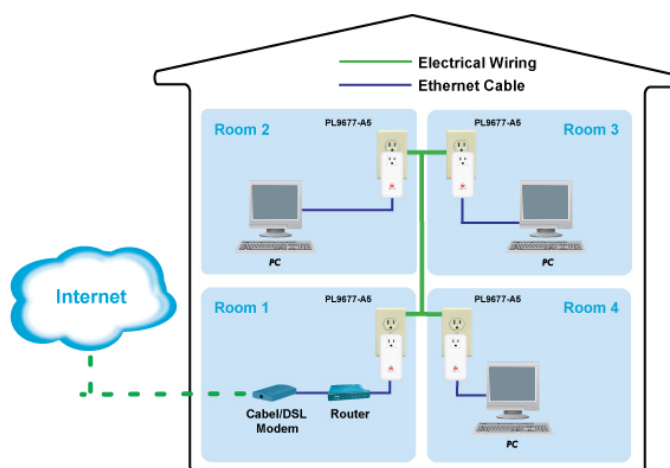 Electrical Wiring
Ethernet Cable
Room 2
PL9677-A5
PL9677-A5
Room 3
PC
PC
Internet
Room 1
PL9677-A5
PL9677-A5
Room 4
Cabel/DSL
Modem
Router
PC